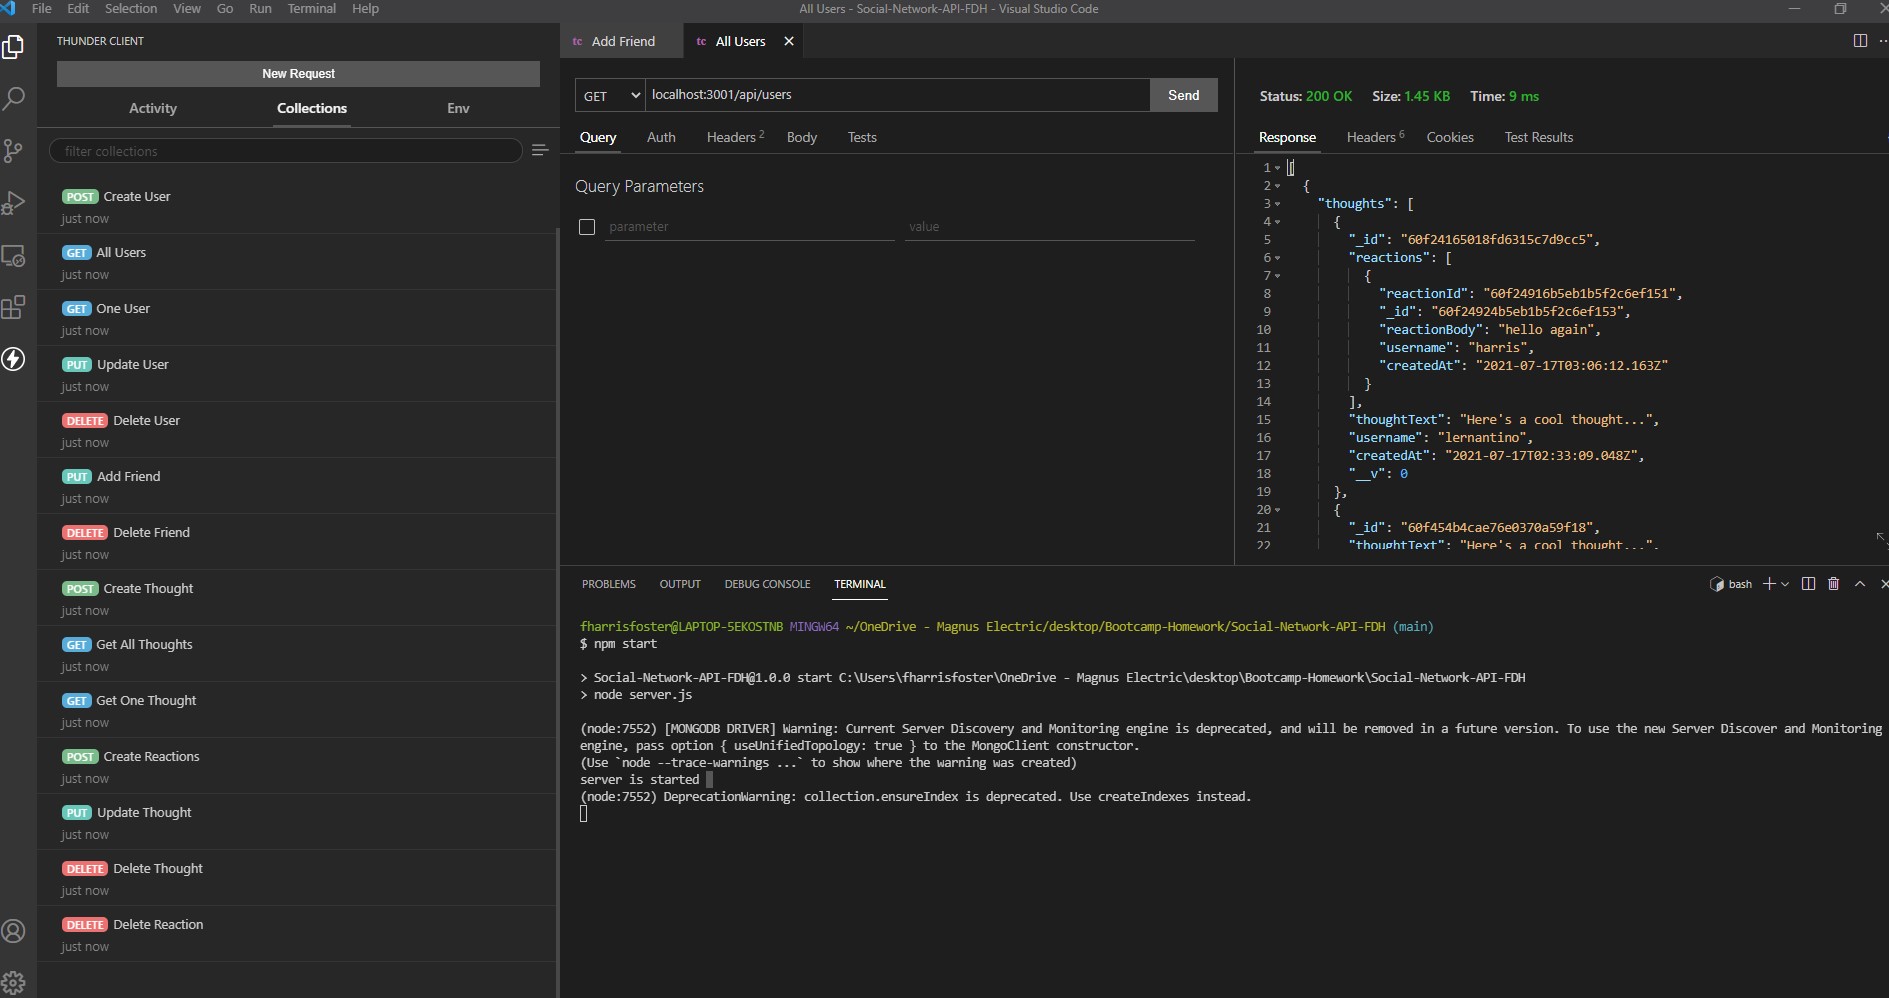 File Edit Selection View Go Run Terminal Help
All Users - Social-Network-API-FDH - Visual Studio Code
THUNDER CLIENT
New Request
Activity Collections Env
filter collections
POST Create User
just now
GET All Users
just now
GET One User
just now
PUT Update User
just now
DELETE Delete User
just now
PUT Add Friend
just now
DELETE Delete Friend
just now
POST Create Thought
just now
GET Get All Thoughts
just now
GET Get One Thought
just now
POST Create Reactions
just now
PUT Update Thought
just now
DELETE Delete Thought
just now
DELETE Delete Reaction
just now
tc Add Friend tc All Users
GET localhost:3001/api/users Send
Query Auth Headers 2 Body Tests
Query Parameters
parameter value
Status: 200 OK Size: 1.45 KB Time: 9 ms
Response Headers 6 Cookies Test Results
1 [
2 {
3 "thoughts": [
4 {
5 "_id": "60f24165018fd6315c7d9cc5",
6 "reactions": [
7 {
8 "reactionId": "60f24916b5eb1b5f2c6ef151",
9 "_id": "60f24924b5eb1b5f2c6ef153",
10 "reactionBody": "hello again",
11 "username": "harris",
12 "createdAt": "2021-07-17T03:06:12.163Z"
13 }
14 ],
15 "thoughtText": "Here's a cool thought...",
16 "username": "lernantino",
17 "createdAt": "2021-07-17T02:33:09.048Z",
18 "__v": 0
19 },
20 {
21 "_id": "60f454b4cae76e0370a59f18",
22 "thoughtText": "Here's a cool thought...",
PROBLEMS OUTPUT DEBUG CONSOLE TERMINAL
bash
fharrisfoster@LAPTOP-5EKOSTNB MINGW64 ~/OneDrive - Magnus Electric/desktop/Bootcamp-Homework/Social-Network-API-FDH (main)
$ npm start
> Social-Network-API-FDH@1.0.0 start C:\Users\fharrisfoster\OneDrive - Magnus Electric\desktop\Bootcamp-Homework\Social-Network-API-FDH
> node server.js
(node:7552) [MONGODB DRIVER] Warning: Current Server Discovery and Monitoring engine is deprecated, and will be removed in a future version. To use the new Server Discover and Monitoring
engine, pass option { useUnifiedTopology: true } to the MongoClient constructor.
(Use `node --trace-warnings ...` to show where the warning was created)
server is started
(node:7552) DeprecationWarning: collection.ensureIndex is deprecated. Use createIndexes instead.